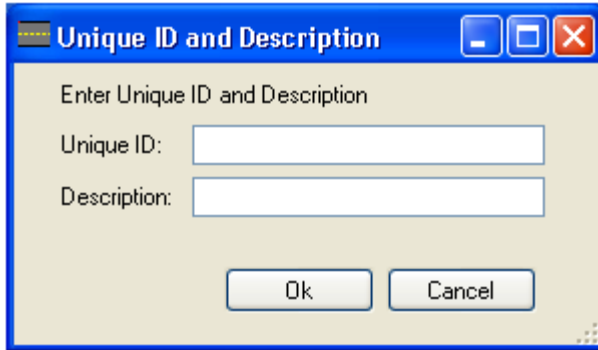 Unique ID and Description
Enter Unique ID and Description
Unique ID:
Description:
Ok Cancel